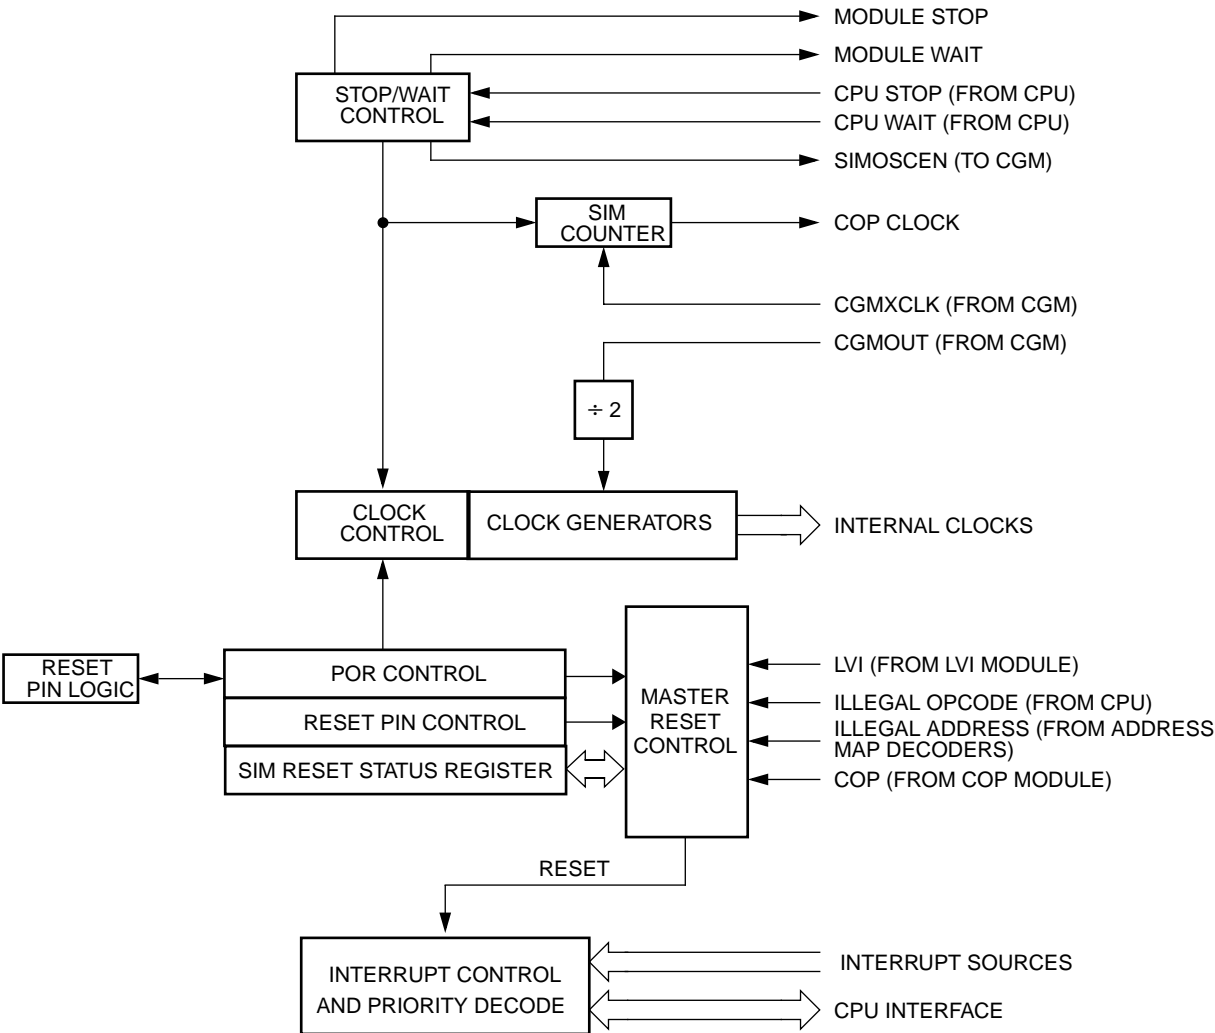 MODULE STOP
MODULE WAIT
STOP/WAIT
CONTROL
CPU STOP (FROM CPU)
CPU WAIT (FROM CPU)
SIMOSCEN (TO CGM)
SIM
COUNTER
COP CLOCK
CGMXCLK (FROM CGM)
CGMOUT (FROM CGM)
÷ 2
CLOCK
CONTROL
CLOCK GENERATORS
INTERNAL CLOCKS
RESET
PIN LOGIC
POR CONTROL
RESET PIN CONTROL
SIM RESET STATUS REGISTER
MASTER
RESET
CONTROL
LVI (FROM LVI MODULE)
ILLEGAL OPCODE (FROM CPU)
ILLEGAL ADDRESS (FROM ADDRESS
MAP DECODERS)
COP (FROM COP MODULE)
RESET
INTERRUPT CONTROL
AND PRIORITY DECODE
INTERRUPT SOURCES
CPU INTERFACE